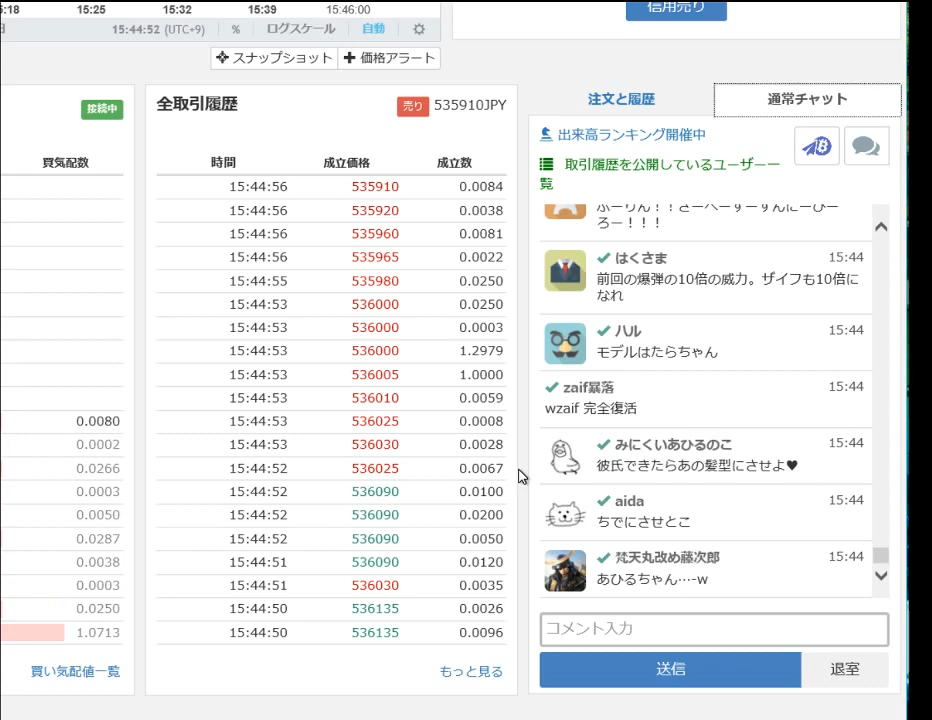 15:25 15:32 15:39 15:46:00
15:44:52 (UTC+9) % ログスケール 自動
信用売り
スナップショット 価格アラート
接続中
買気配数
0.0080
0.0002
0.0266
0.0003
0.0050
0.0287
0.0038
0.0003
0.0250
1.0713
買い気配値一覧
全取引履歴 売り 535910JPY
時間 成立価格 成立数
15:44:56 535910 0.0084
15:44:56 535920 0.0038
15:44:56 535960 0.0081
15:44:56 535965 0.0022
15:44:55 535980 0.0250
15:44:53 536000 0.0250
15:44:53 536000 0.0003
15:44:53 536000 1.2979
15:44:53 536005 1.0000
15:44:53 536010 0.0059
15:44:53 536025 0.0008
15:44:53 536030 0.0028
15:44:52 536025 0.0067
15:44:52 536090 0.0100
15:44:52 536090 0.0200
15:44:52 536090 0.0050
15:44:51 536090 0.0120
15:44:51 536030 0.0035
15:44:50 536135 0.0026
15:44:50 536135 0.0096
もっと見る
注文と履歴 通常チャット
出来高ランキング開催中
取引履歴を公開しているユーザー一
覧
ろー！！！
はくさま 15:44
前回の爆弾の10倍の威力。ザイフも10倍に
なれ
ハル 15:44
モデルはたらちゃん
zaif暴落 15:44
wzaif 完全復活
みにくいあひるのこ 15:44
彼氏できたらあの髪型にさせよ♥
aida 15:44
ちでにさせとこ
梵天丸改め藤次郎 15:44
あひるちゃん…-w
コメント入力
送信 退室